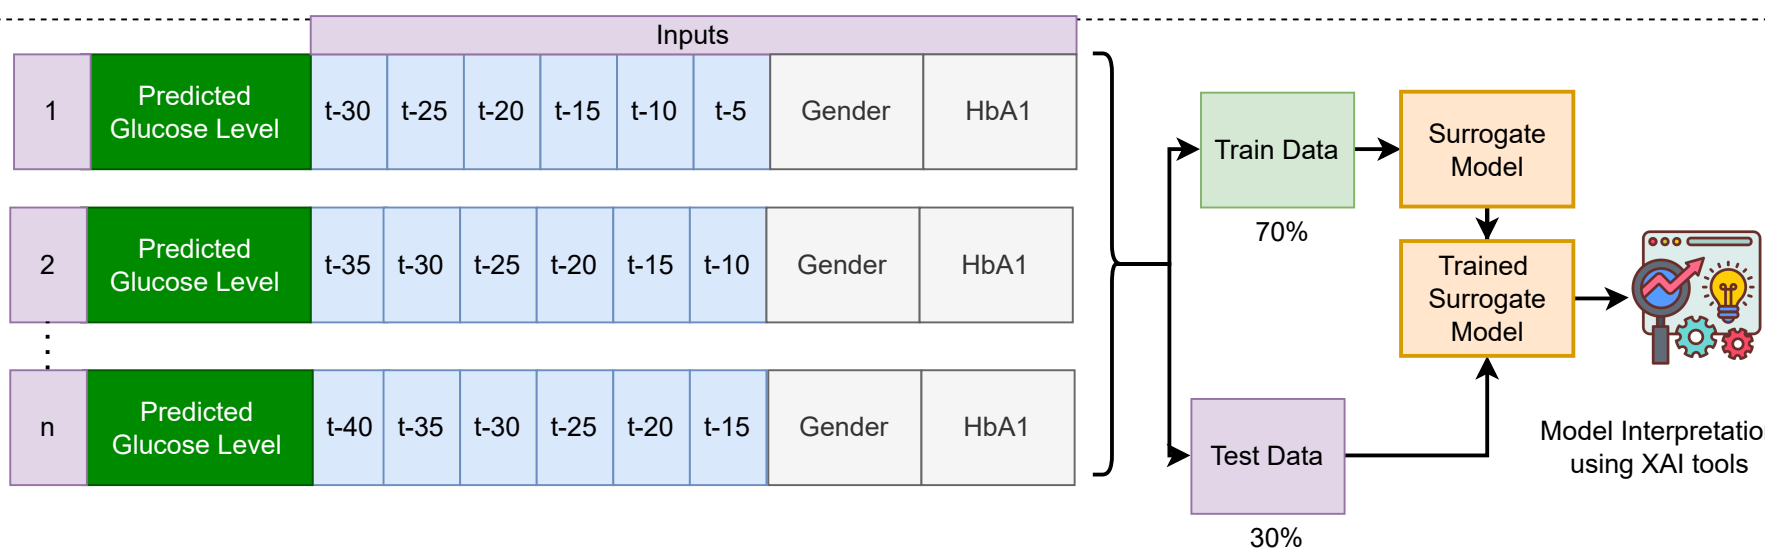 Inputs
1
Predicted
Glucose Level
t-30 t-25 t-20 t-15 t-10 t-5 Gender HbA1
2
Predicted
Glucose Level
t-35 t-30 t-25 t-20 t-15 t-10 Gender HbA1
n
Predicted
Glucose Level
t-40 t-35 t-30 t-25 t-20 t-15 Gender HbA1
Train Data
70%
Surrogate
Model
Trained
Surrogate
Model
Test Data
30%
Model Interpretatio
using XAI tools